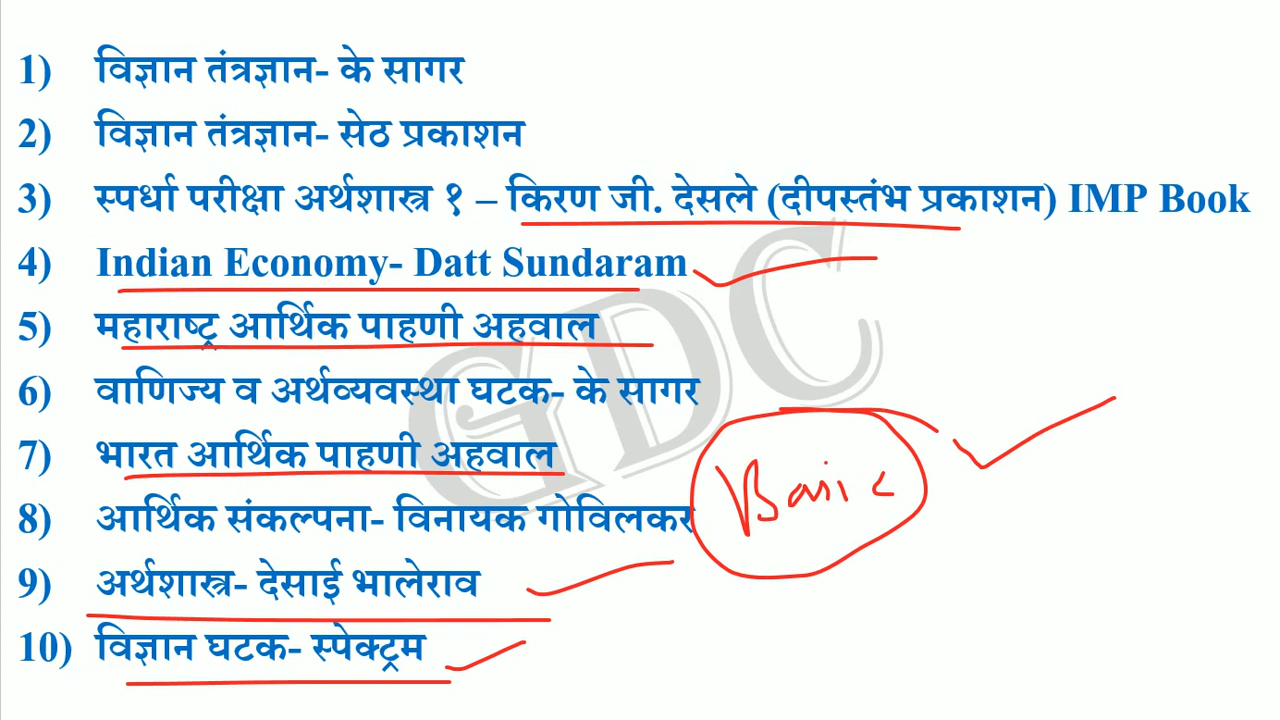 1) विज्ञान तंत्रज्ञान- के सागर
2) विज्ञान तंत्रज्ञान- सेठ प्रकाशन
3) स्पर्धा परीक्षा अर्थशास्त्र १ – किरण जी. देसले (दीपस्तंभ प्रकाशन) IMP Book
4) Indian Economy- Datt Sundaram
5) महाराष्ट्र आर्थिक पाहणी अहवाल
6) वाणिज्य व अर्थव्यवस्था घटक- के सागर
7) भारत आर्थिक पाहणी अहवाल
Basic
8) आर्थिक संकल्पना- विनायक गोविलकर
9) अर्थशास्त्र- देसाई भालेराव
10) विज्ञान घटक- स्पेक्ट्रम
GDC